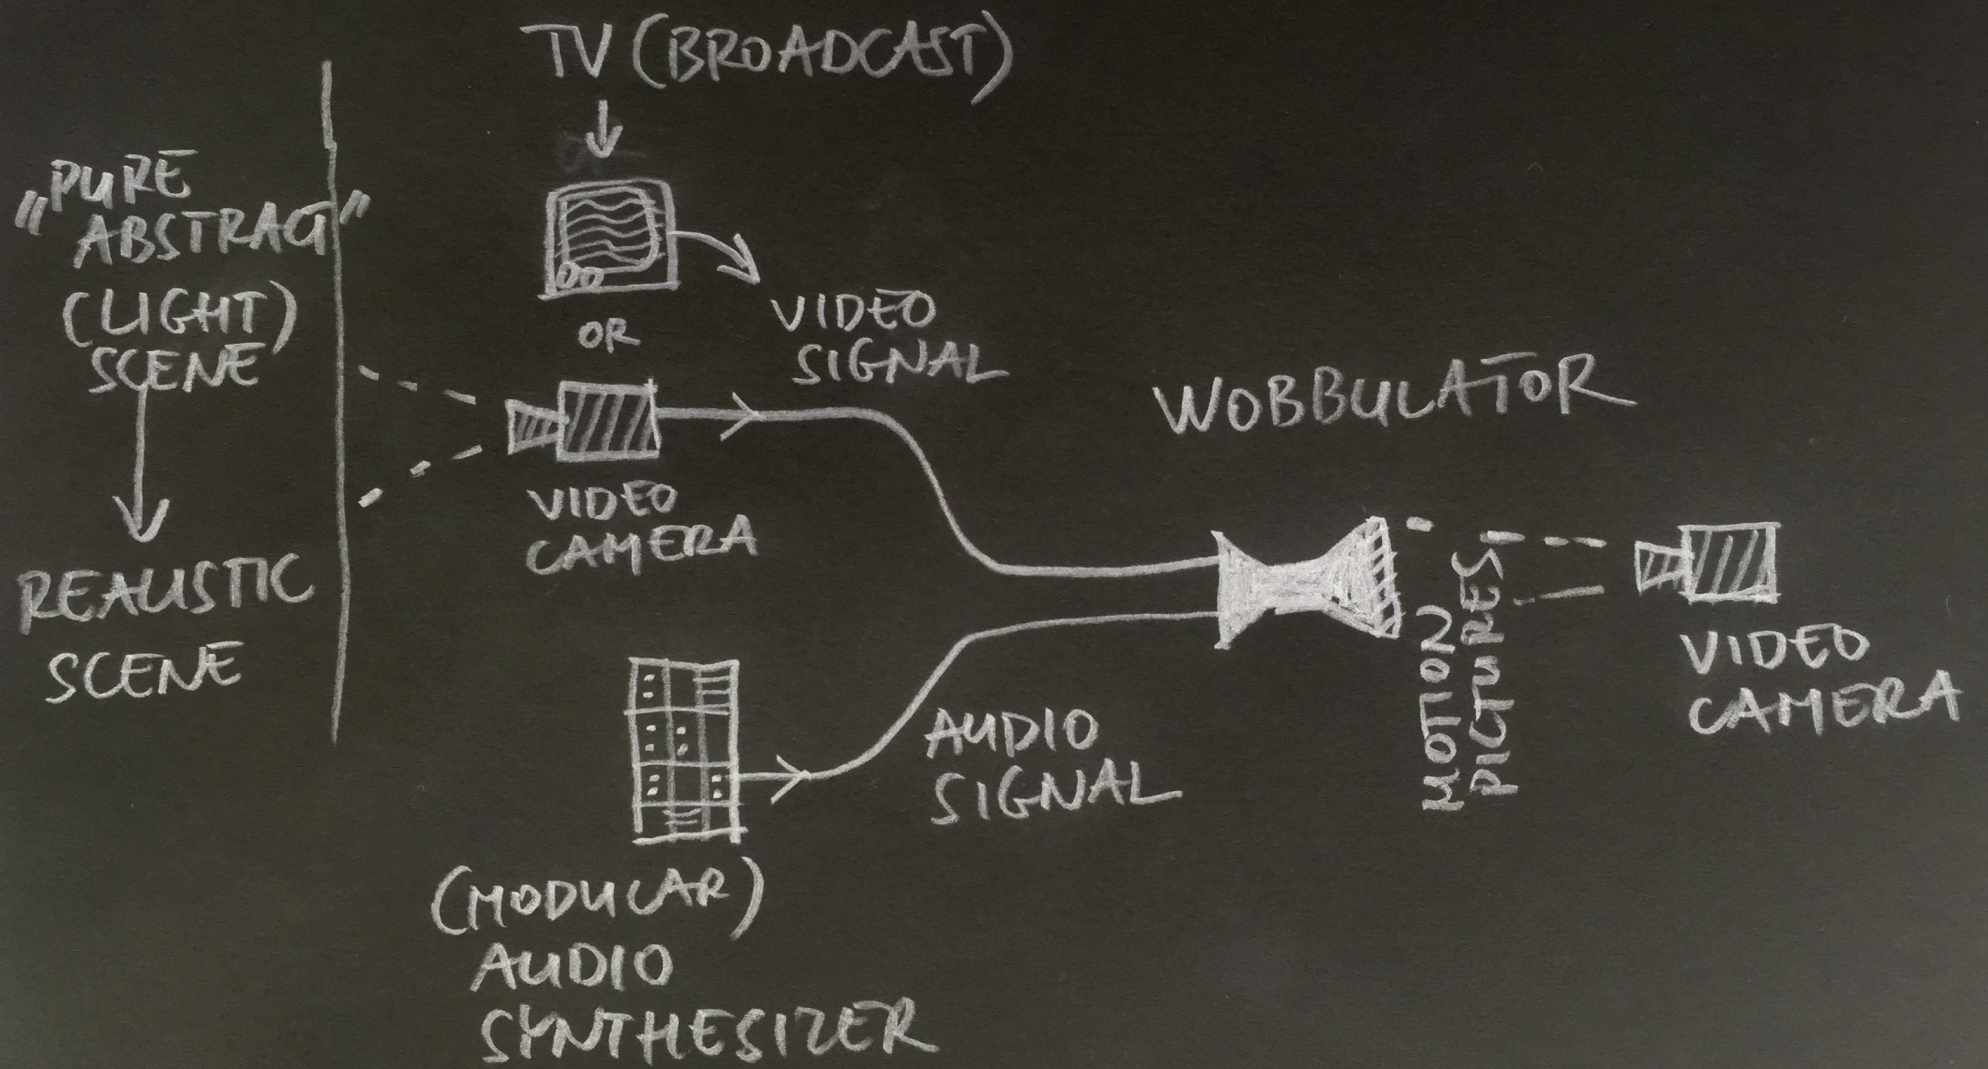 TV (BROADCAST)
"PURE
ABSTRACT"
(LIGHT)
SCENE
REALISTIC
SCENE
OR
VIDEO
SIGNAL
VIDEO
CAMERA
WOBBULATOR
MOTION
PICTURES
VIDEO
CAMERA
AUDIO
SIGNAL
(MODULAR)
AUDIO
SYNTHESIZER